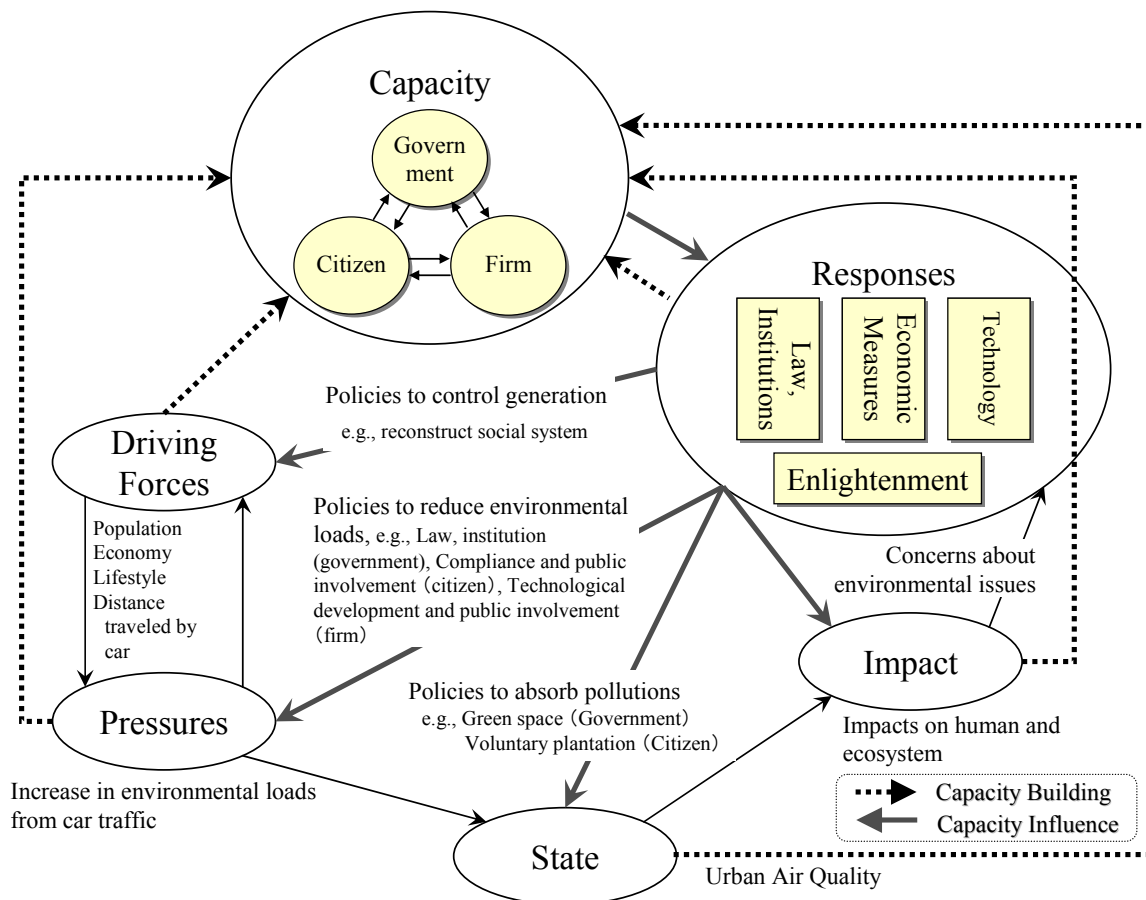 Capacity
Govern
ment
Citizen
Firm
Responses
Law,
Institutions
Economic
Measures
Technology
Enlightenment
Policies to control generation
e.g., reconstruct social system
Driving
Forces
Population
Economy
Lifestyle
Distance
traveled by
car
Policies to reduce environmental
loads, e.g., Law, institution
(government), Compliance and public
involvement (citizen), Technological
development and public involvement
(firm)
Concerns about
environmental issues
Impact
Pressures
Policies to absorb pollutions
e.g., Green space (Government)
Voluntary plantation (Citizen)
Impacts on human and
ecosystem
Increase in environmental loads
from car traffic
State
Urban Air Quality
Capacity Building
Capacity Influence